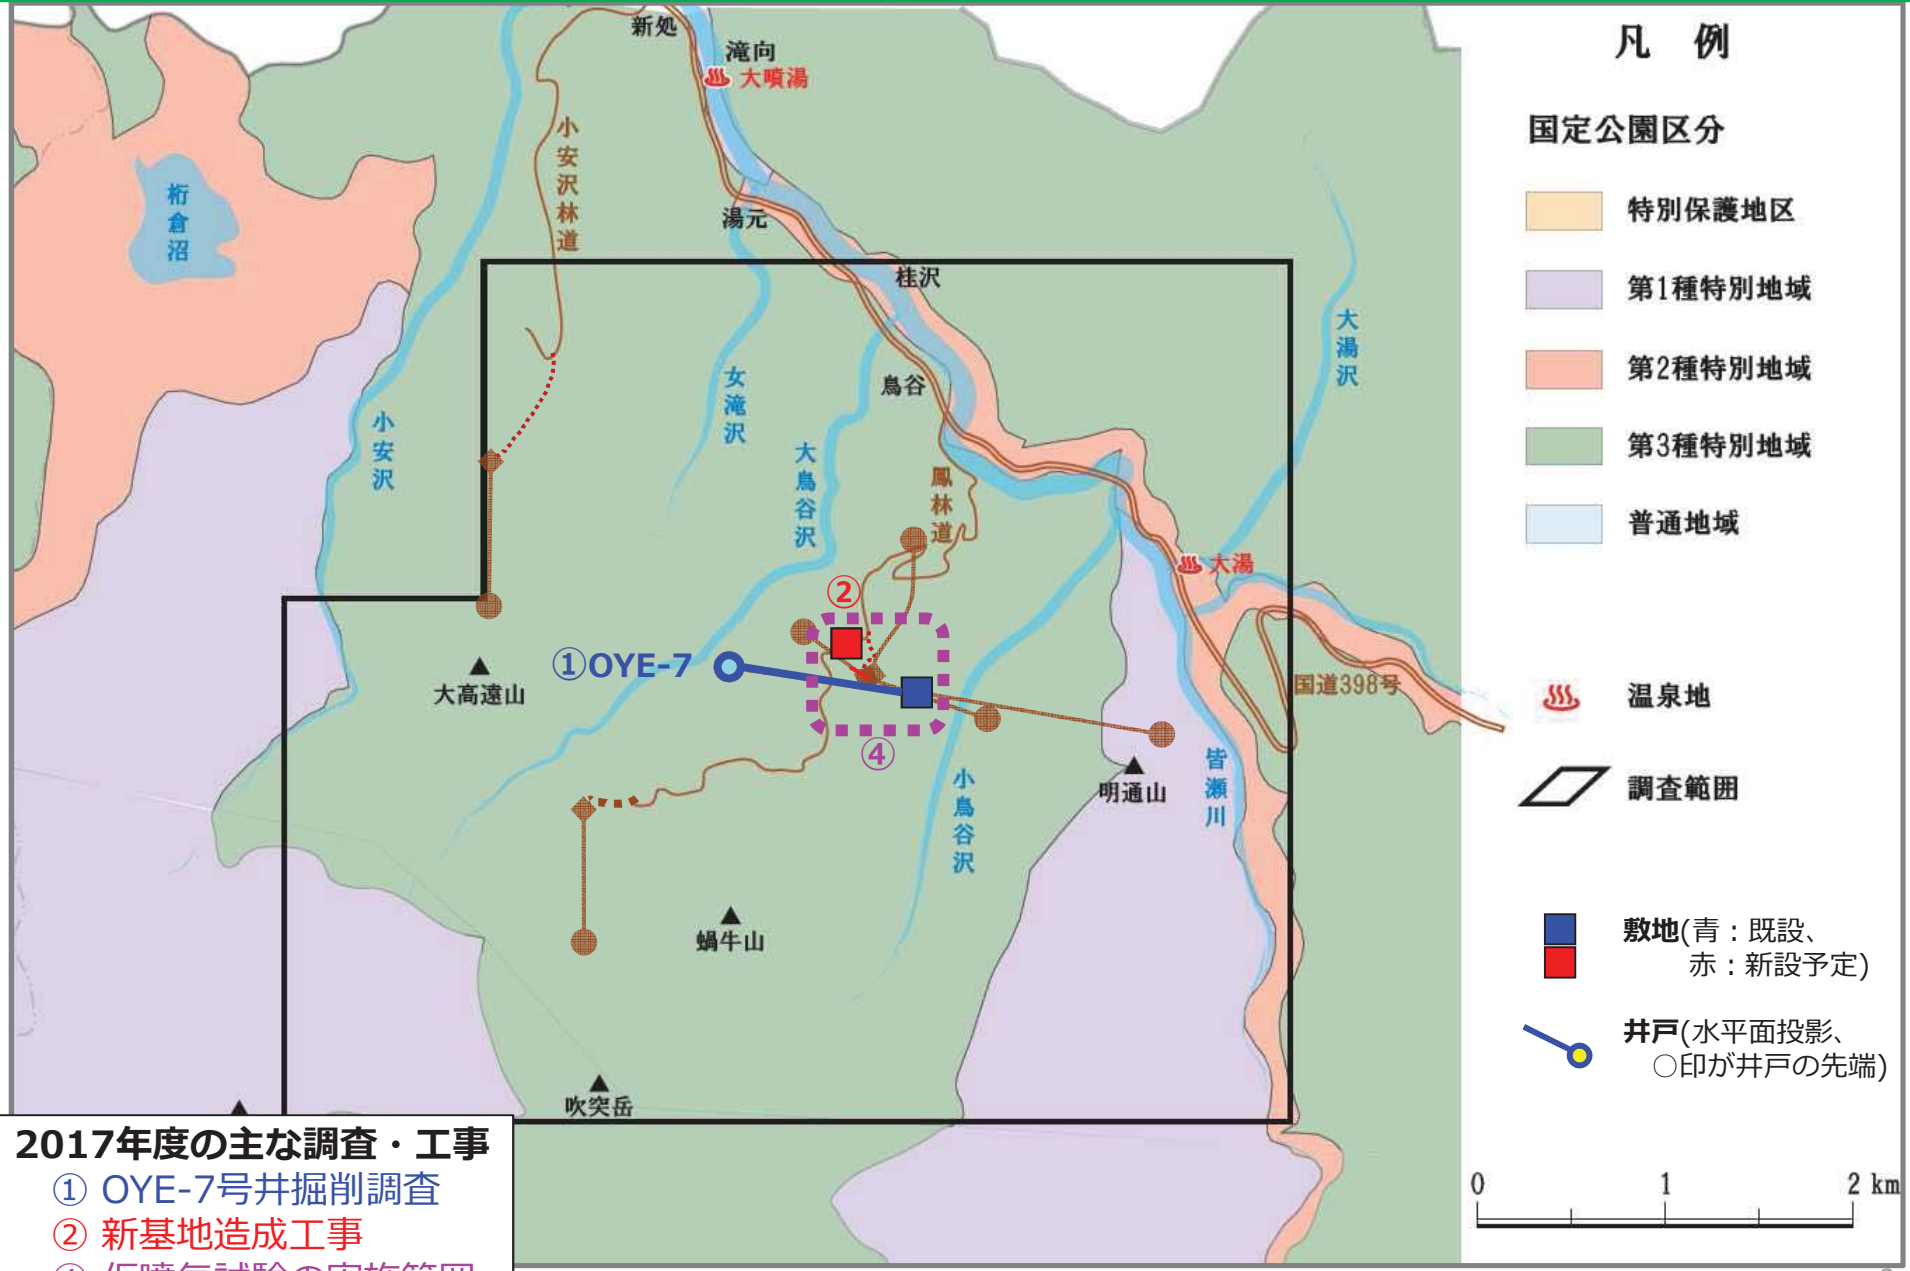 新処
滝向
大噴湯
小安沢林道
桁倉沼
湯元
桂沢
大湯沢
鳥谷
女滝沢
小安沢
大鳥谷沢
鳳林道
大湯
②
①OYE-7
大高遠山
国道398号
④
皆瀬川
明通山
小鳥谷沢
蝸牛山
吹突岳
凡 例
国定公園区分
特別保護地区
第1種特別地域
第2種特別地域
第3種特別地域
普通地域
温泉地
調査範囲
敷地(青：既設、
赤：新設予定)
井戸(水平面投影、
○印が井戸の先端)
0 1 2 km
2017年度の主な調査・工事
① OYE-7号井掘削調査
② 新基地造成工事